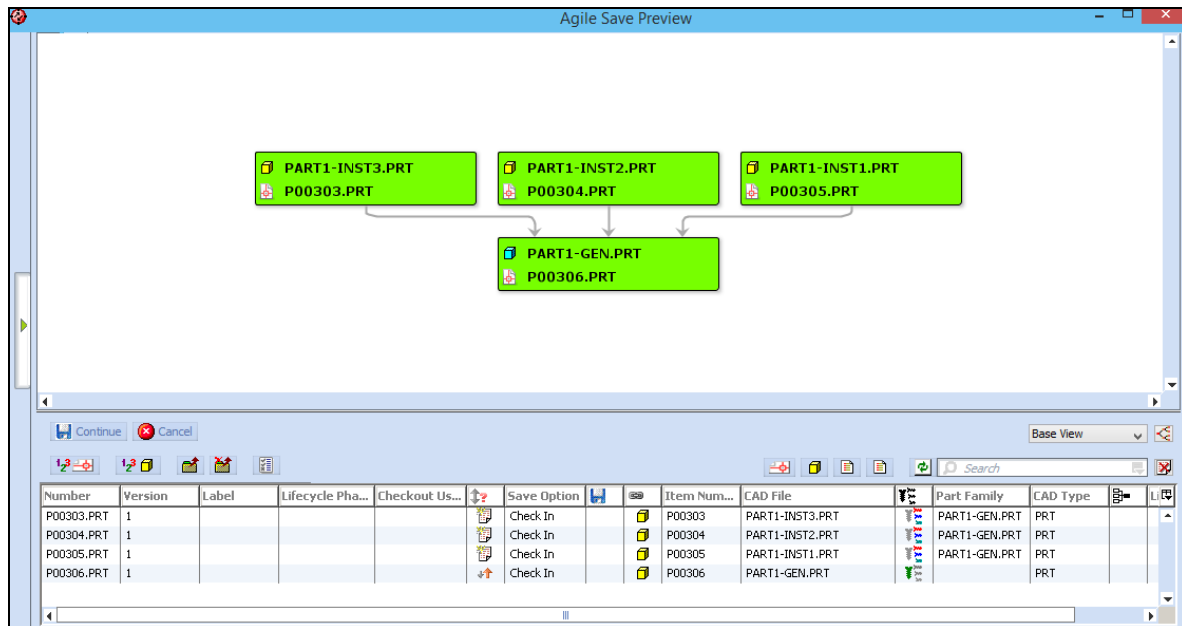 Agile Save Preview
PART1-INST3.PRT
P00303.PRT
PART1-INST2.PRT
P00304.PRT
PART1-INST1.PRT
P00305.PRT
PART1-GEN.PRT
P00306.PRT
Continue Cancel Base View
Search
Number Version Label Lifecycle Pha... Checkout Us... Save Option Item Num... CAD File Part Family CAD Type
P00303.PRT 1 Check In P00303 PART1-INST3.PRT PART1-GEN.PRT PRT
P00304.PRT 1 Check In P00304 PART1-INST2.PRT PART1-GEN.PRT PRT
P00305.PRT 1 Check In P00305 PART1-INST1.PRT PART1-GEN.PRT PRT
P00306.PRT 1 Check In P00306 PART1-GEN.PRT PRT